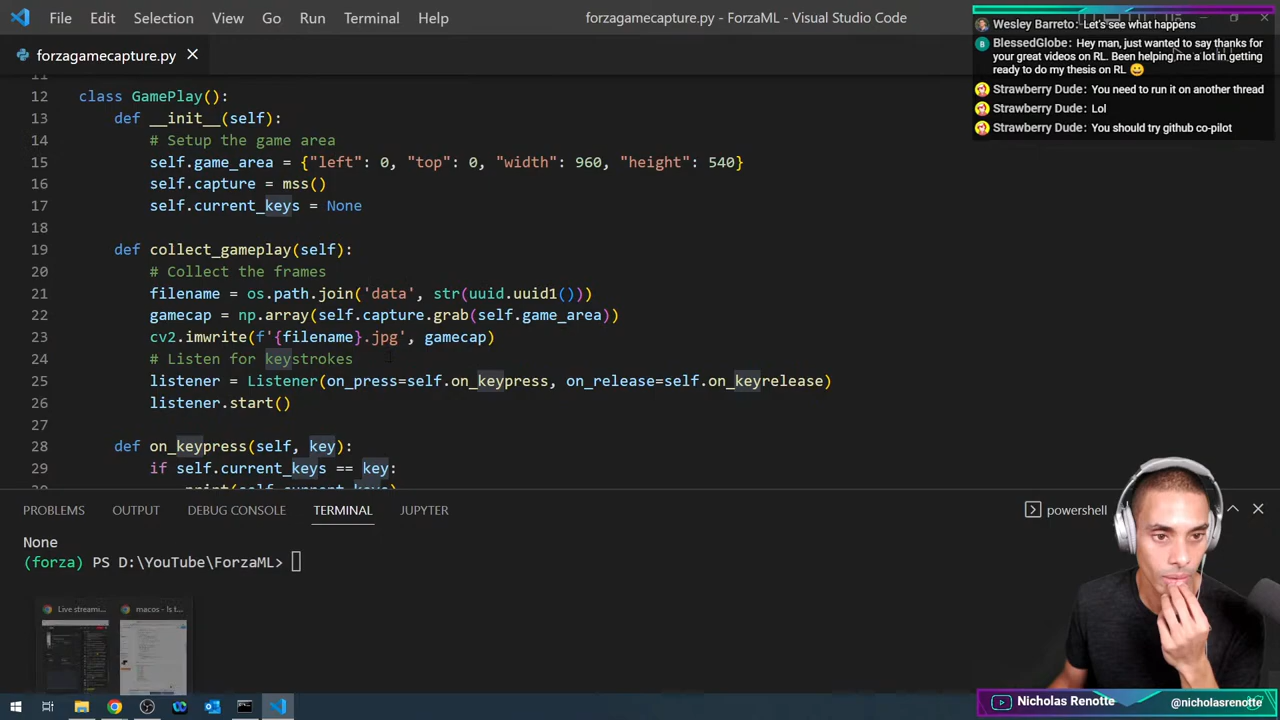 File Edit Selection View Go Run Terminal Help forzagamecapture.py - ForzaML - Visual Studio Code
forzagamecapture.py
Wesley Barreto: Let's see what happens
BlessedGlobe: Hey man, just wanted to say thanks for
your great videos on RL. Been helping me a lot in getting
ready to do my thesis on RL 😀
Strawberry Dude: You need to run it on another thread
Strawberry Dude: Lol
Strawberry Dude: You should try github co-pilot
11
12 class GamePlay():
13 def __init__(self):
14 # Setup the game area
15 self.game_area = {"left": 0, "top": 0, "width": 960, "height": 540}
16 self.capture = mss()
17 self.current_keys = None
18
19 def collect_gameplay(self):
20 # Collect the frames
21 filename = os.path.join('data', str(uuid.uuid1()))
22 gamecap = np.array(self.capture.grab(self.game_area))
23 cv2.imwrite(f'{filename}.jpg', gamecap)
24 # Listen for keystrokes
25 listener = Listener(on_press=self.on_keypress, on_release=self.on_keyrelease)
26 listener.start()
27
28 def on_keypress(self, key):
29 if self.current_keys == key:
30 print(self.current_keys)
PROBLEMS OUTPUT DEBUG CONSOLE TERMINAL JUPYTER powershell
None
(forza) PS D:\YouTube\ForzaML>
Live streami... macos - Is t...
Nicholas Renotte @nicholasrenotte